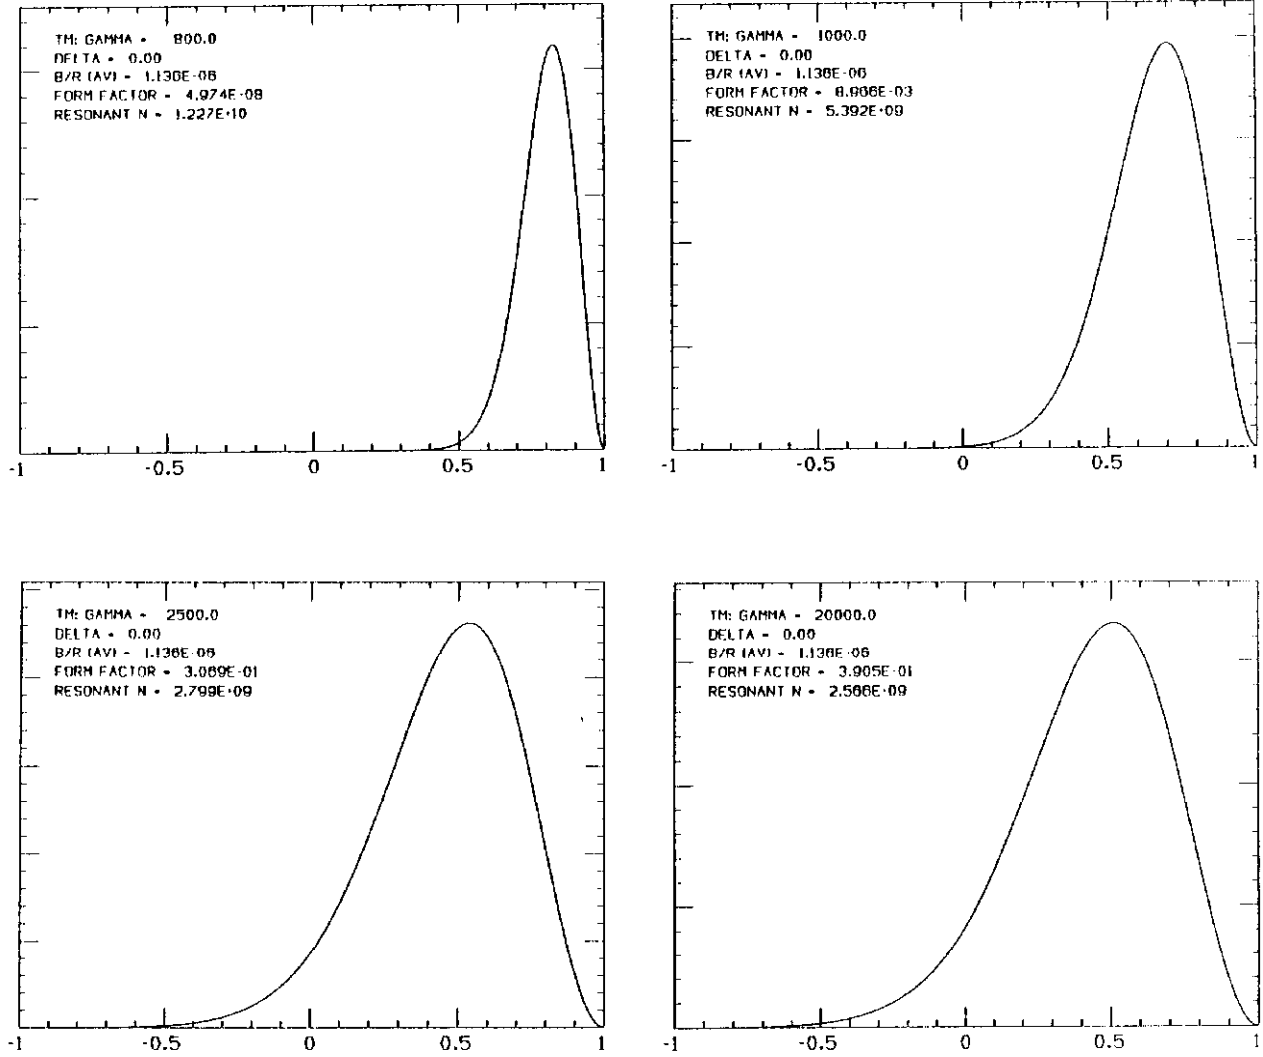 TM: GAMMA = 800.0
DELTA = 0.00
B/R (AV) = 1.136E-06
FORM FACTOR = 4.974E-08
RESONANT N = 1.227E+10
-1 -0.5 0 0.5 1
TM: GAMMA = 1000.0
DELTA = 0.00
B/R (AV) = 1.136E-06
FORM FACTOR = 8.966E-03
RESONANT N = 5.392E+09
-1 -0.5 0 0.5 1
TM: GAMMA = 2500.0
DELTA = 0.00
B/R (AV) = 1.136E-06
FORM FACTOR = 3.069E-01
RESONANT N = 2.799E+09
-1 -0.5 0 0.5 1
TM: GAMMA = 20000.0
DELTA = 0.00
B/R (AV) = 1.136E-06
FORM FACTOR = 3.905E-01
RESONANT N = 2.566E+09
-1 -0.5 0 0.5 1